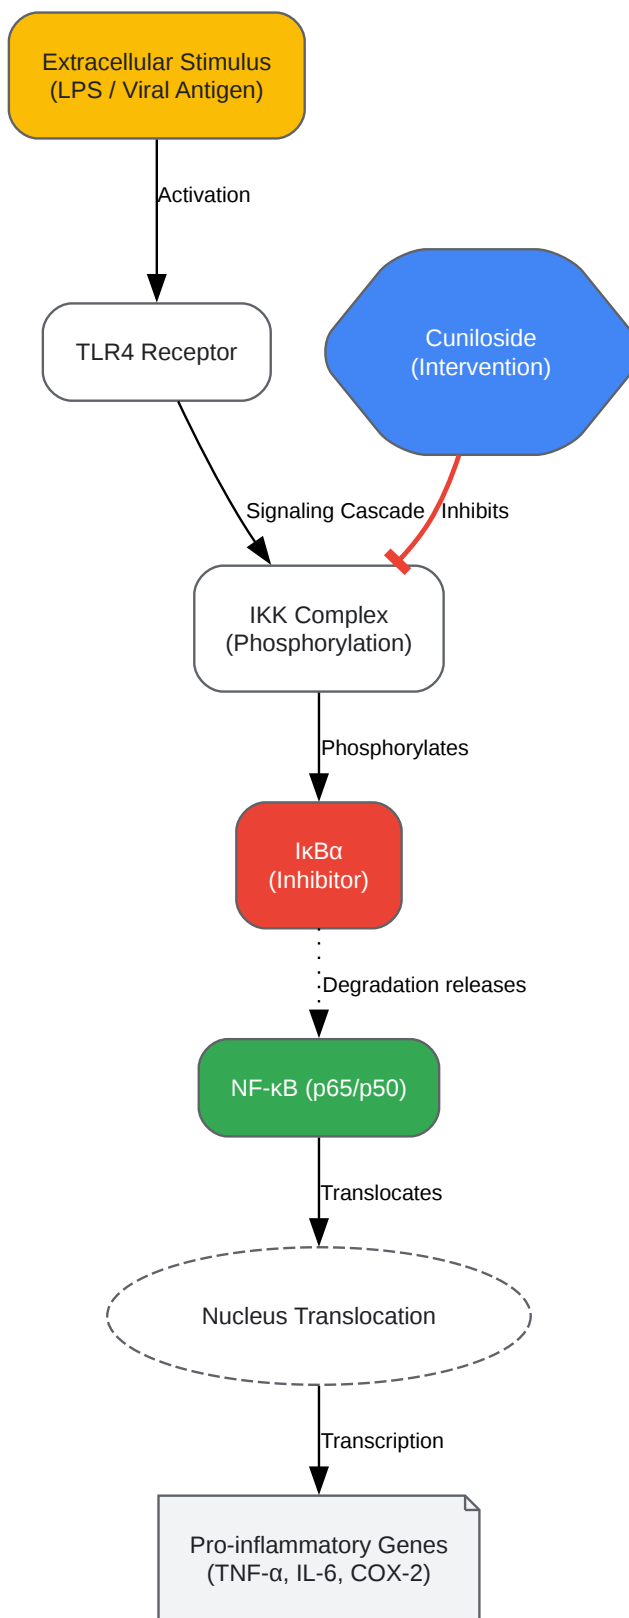 Extracellular Stimulus
(LPS / Viral Antigen)
Activation
TLR4 Receptor
Cuniloside
(Intervention)
Signaling Cascade
Inhibits
IKK Complex
(Phosphorylation)
Phosphorylates
IκBα
(Inhibitor)
Degradation releases
NF-κB (p65/p50)
Translocates
Nucleus Translocation
Transcription
Pro-inflammatory Genes
(TNF-α, IL-6, COX-2)